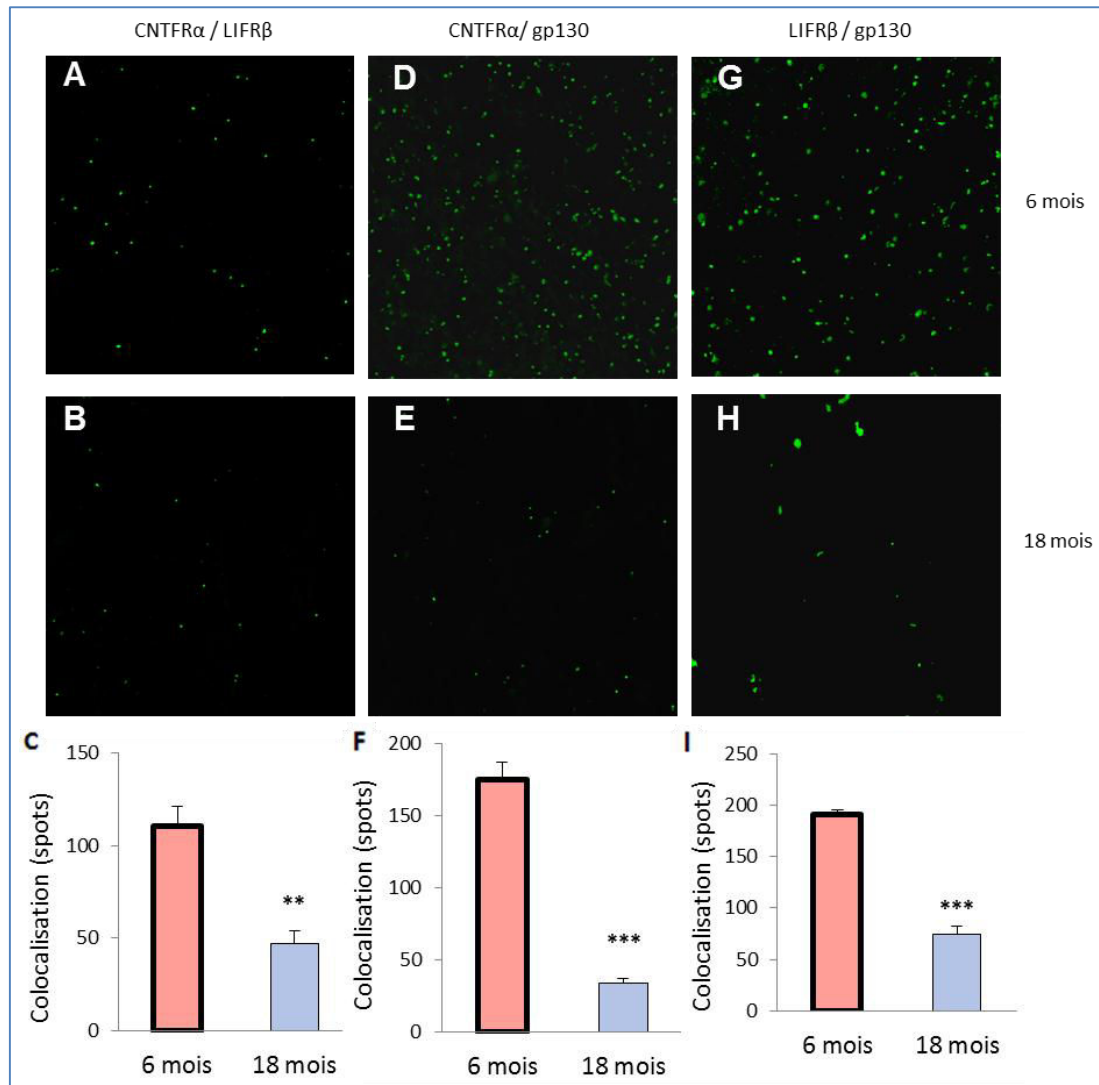 CNTFRα / LIFRβ
CNTFRα/ gp130
LIFRβ / gp130
A
D
G
6 mois
B
E
H
18 mois
C
150
100
50
0
Colocalisation (spots)
**
6 mois
18 mois
F
200
150
100
50
0
Colocalisation (spots)
***
6 mois
18 mois
I
250
200
150
100
50
0
Colocalisation (spots)
***
6 mois
18 mois